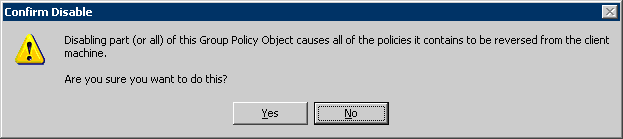 Confirm Disable
Disabling part (or all) of this Group Policy Object causes all of the policies it contains to be reversed from the client
machine.
Are you sure you want to do this?
Yes
No